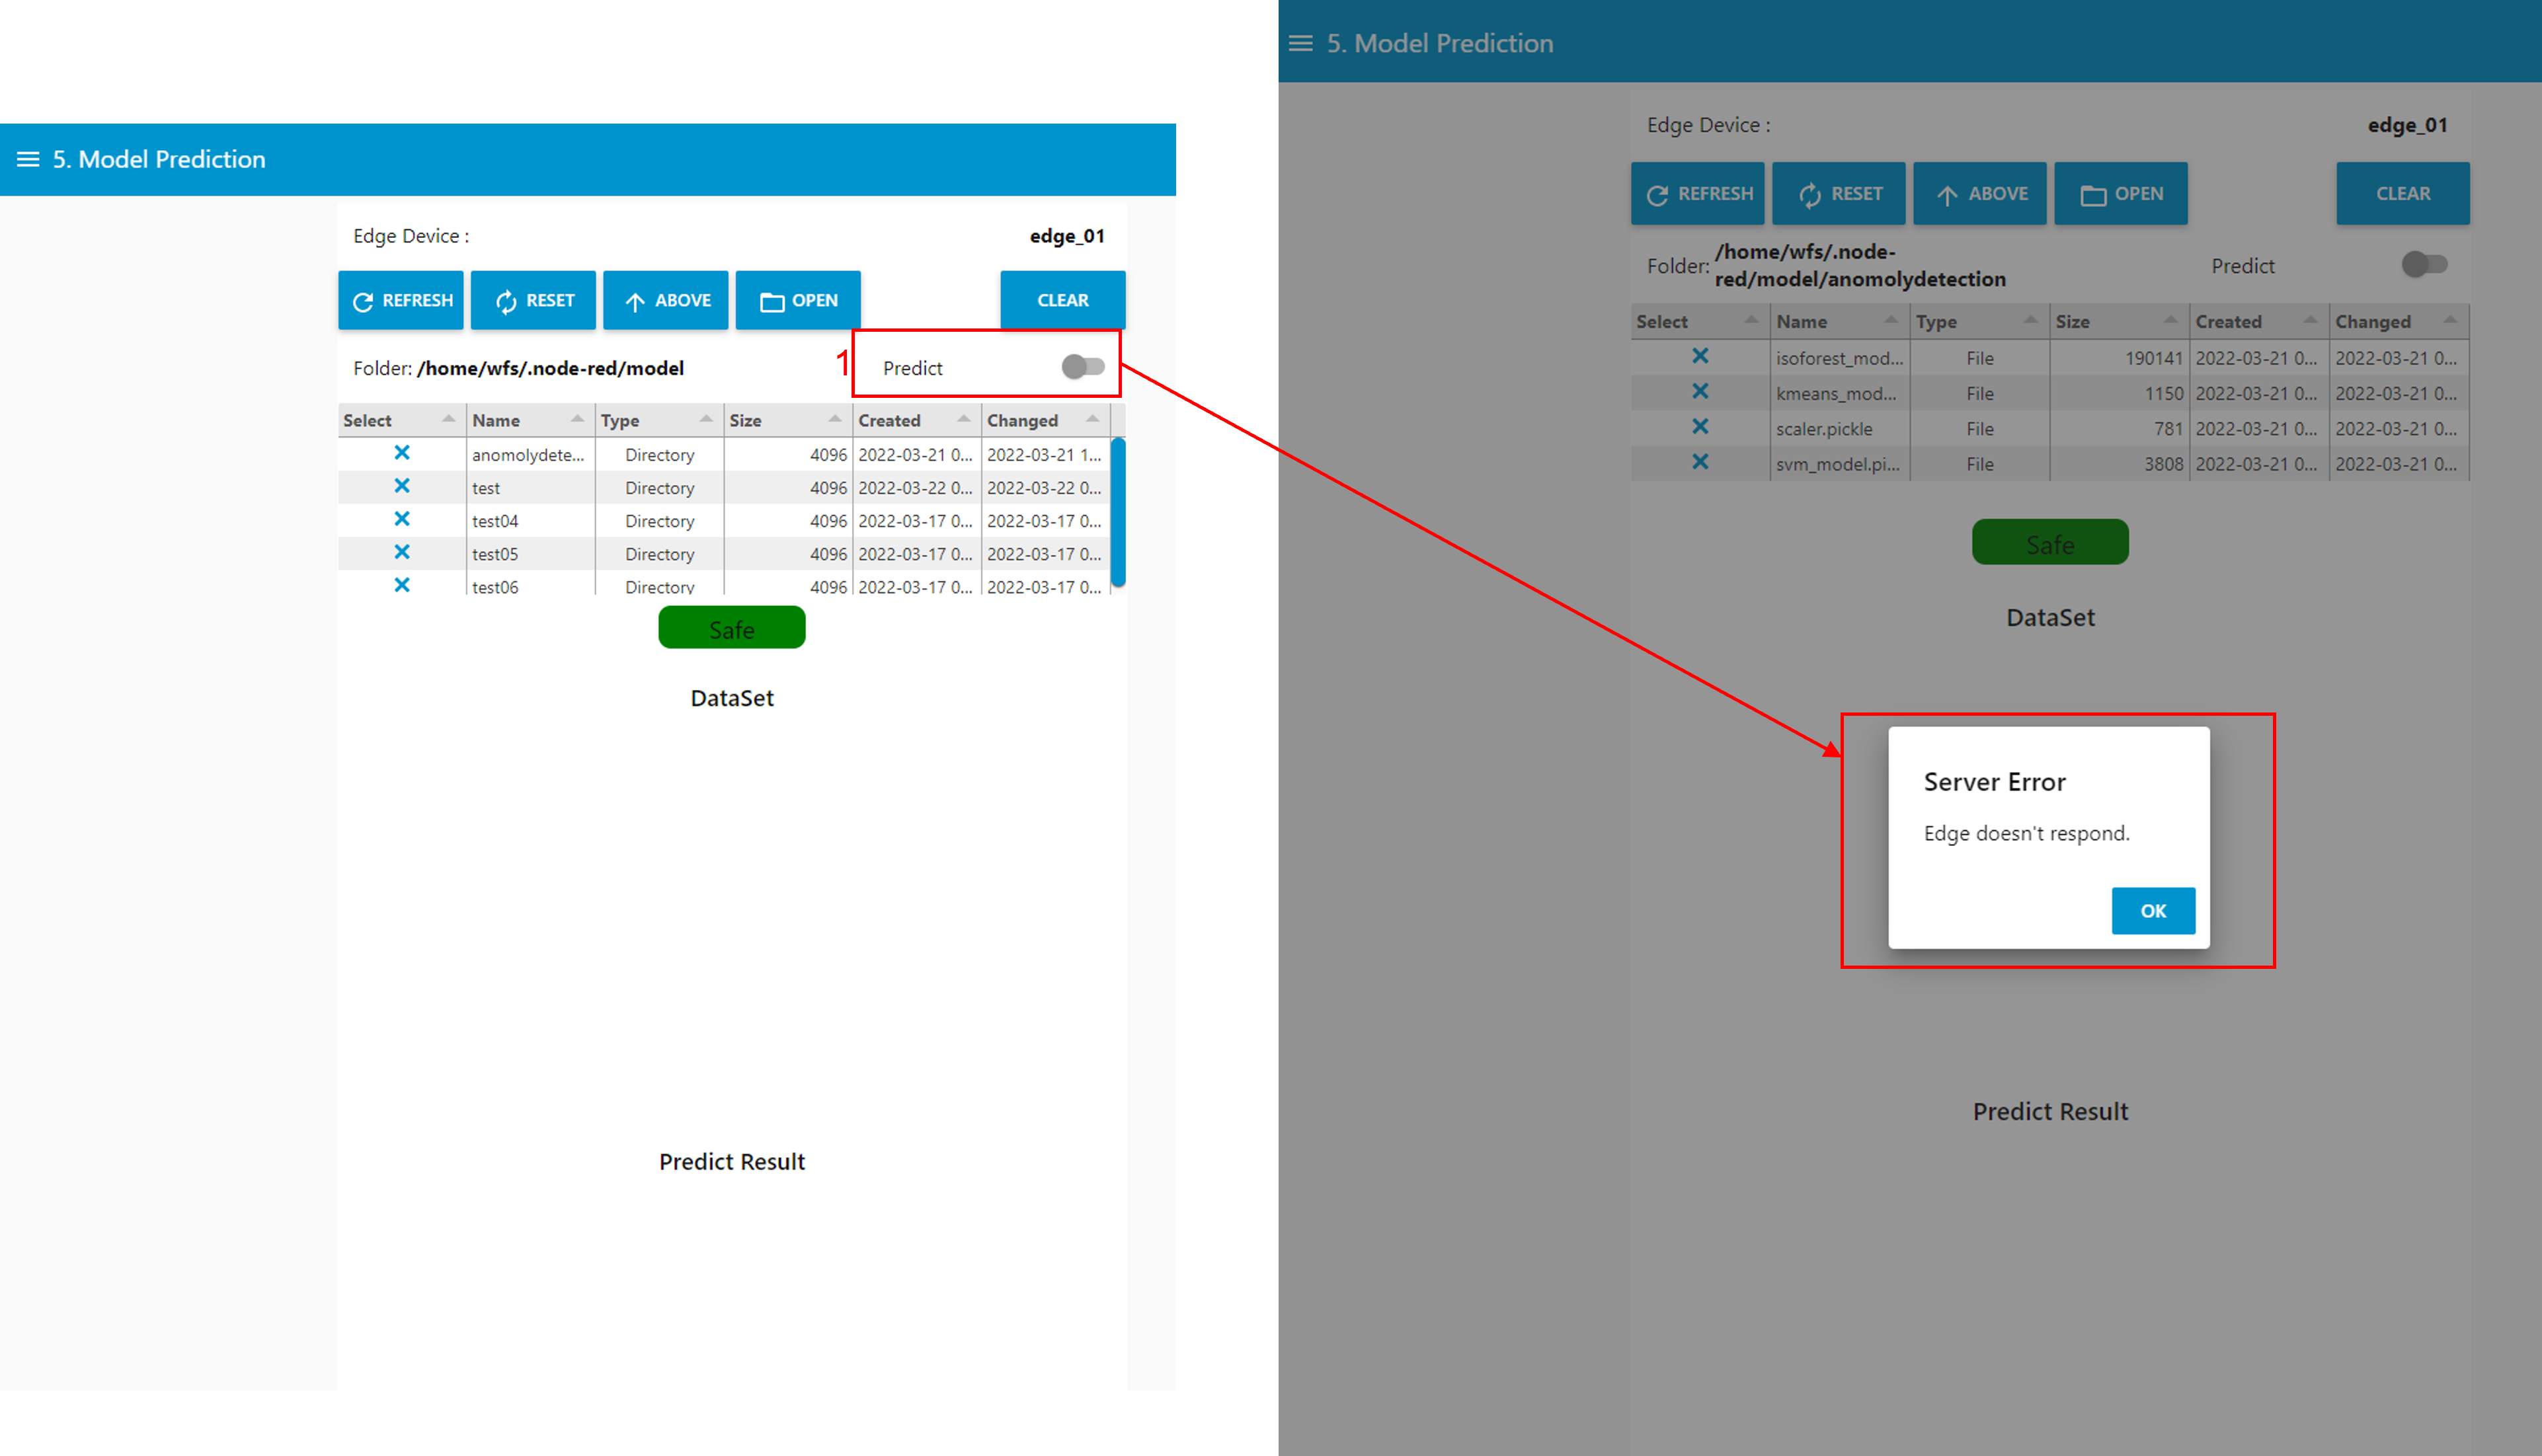 5. Model Prediction
Edge Device : edge_01
REFRESH RESET ABOVE OPEN CLEAR
Folder: /home/wfs/.node-red/model 1 Predict
Select Name Type Size Created Changed
anomolydete... Directory 4096 2022-03-21 0... 2022-03-21 1...
test Directory 4096 2022-03-22 0... 2022-03-22 0...
test04 Directory 4096 2022-03-17 0... 2022-03-17 0...
test05 Directory 4096 2022-03-17 0... 2022-03-17 0...
test06 Directory 4096 2022-03-17 0... 2022-03-17 0...
Safe
DataSet
Predict Result
5. Model Prediction
Edge Device : edge_01
REFRESH RESET ABOVE OPEN CLEAR
Folder: /home/wfs/.node-
red/model/anomolydetection Predict
Select Name Type Size Created Changed
isoforest_mod... File 190141 2022-03-21 0... 2022-03-21 0...
kmeans_mod... File 1150 2022-03-21 0... 2022-03-21 0...
scaler.pickle File 781 2022-03-21 0... 2022-03-21 0...
svm_model.pi... File 3808 2022-03-21 0... 2022-03-21 0...
Safe
DataSet
Server Error
Edge doesn't respond.
OK
Predict Result